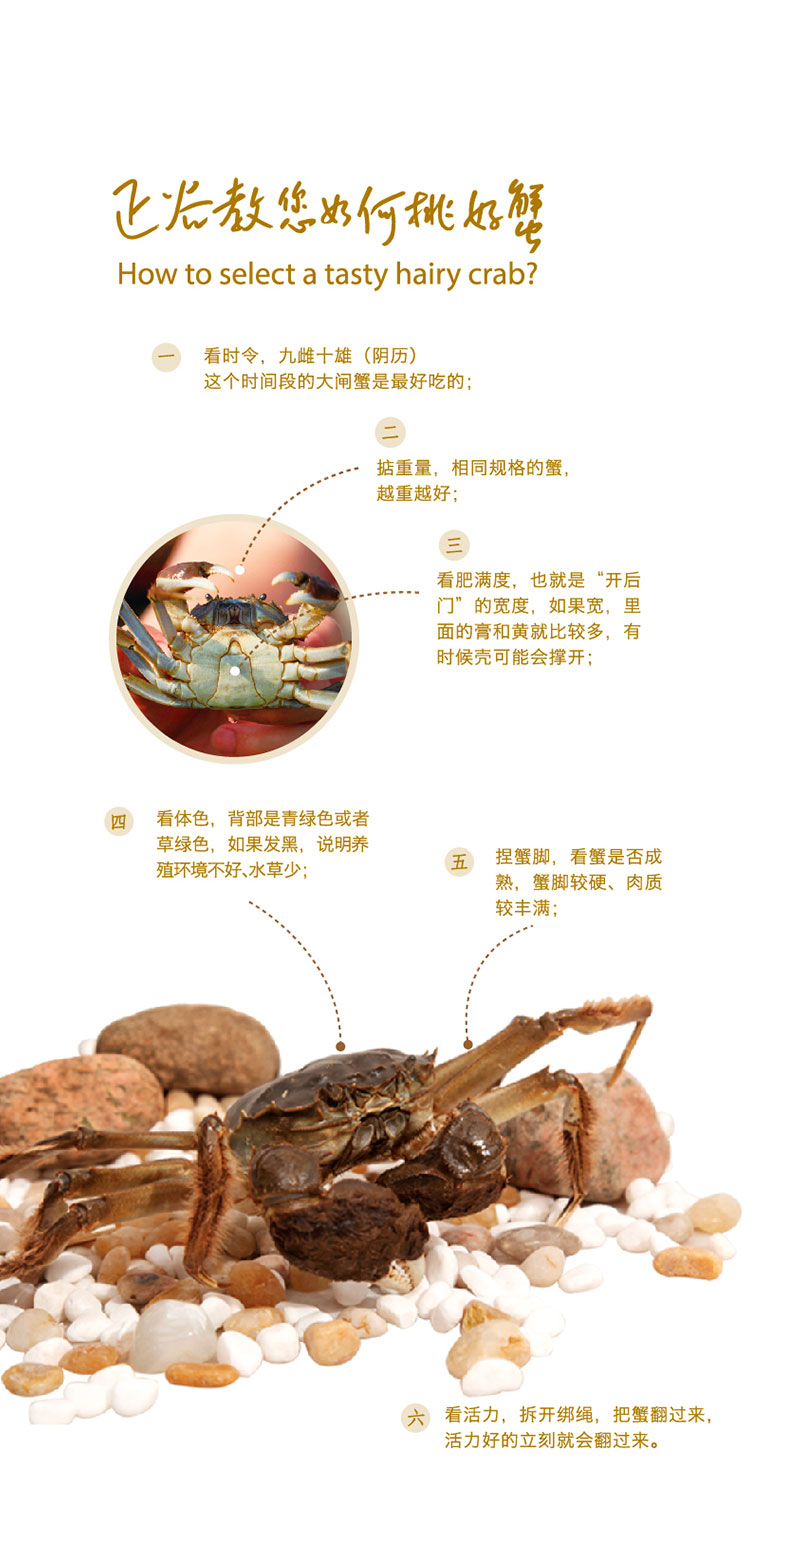 正谷教您如何挑好蟹
How to select a tasty hairy crab?
一
看时令，九雌十雄（阴历）
这个时间段的大闸蟹是最好吃的；
二
掂重量，相同规格的蟹，
越重越好；
三
看肥满度，也就是“开后
门”的宽度，如果宽，里
面的膏和黄就比较多，有
时候壳可能会撑开；
四
看体色，背部是青绿色或者
草绿色，如果发黑，说明养
殖环境不好、水草少；
五
捏蟹脚，看蟹是否成
熟，蟹脚较硬、肉质
较丰满；
六
看活力，拆开绑绳，把蟹翻过来，
活力好的立刻就会翻过来。